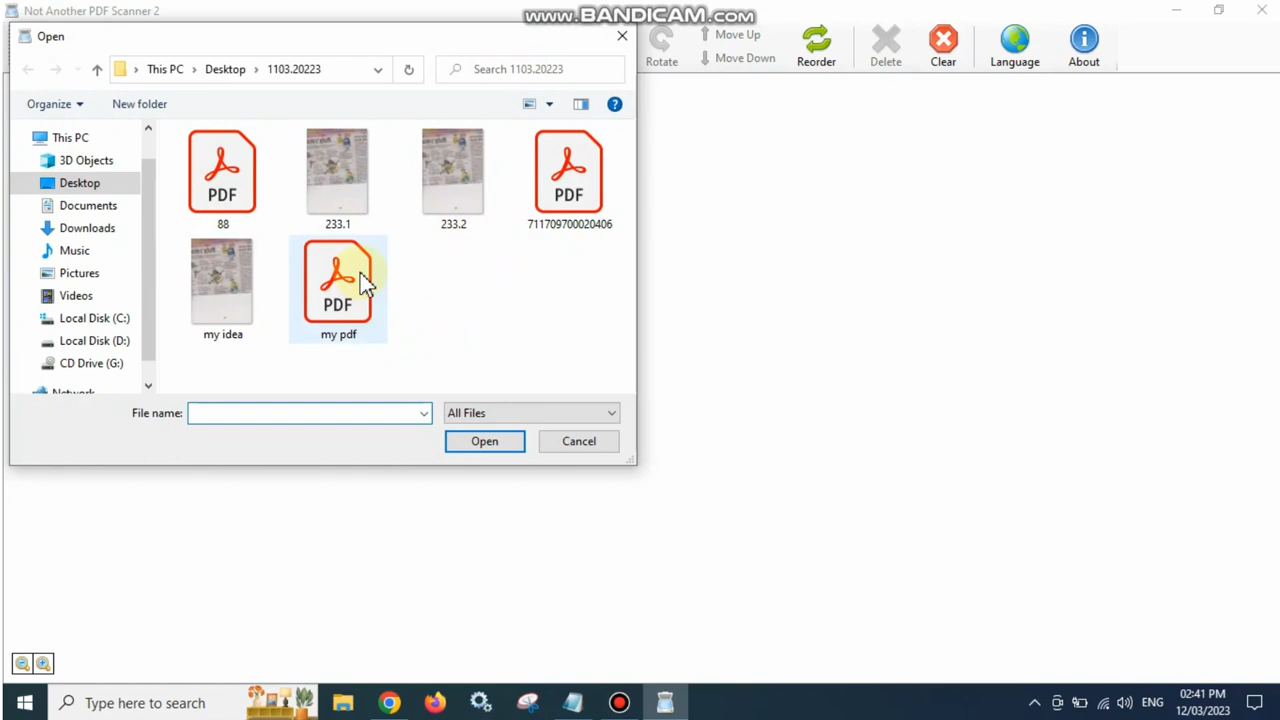 Not Another PDF Scanner 2
www.BANDICAM.com
Open
Rotate
Move Up
Move Down
Reorder
Delete
Clear
Language
About
This PC > Desktop > 1103.20223
Search 1103.20223
Organize
New folder
This PC
3D Objects
Desktop
Documents
Downloads
Music
Pictures
Videos
Local Disk (C:)
Local Disk (D:)
CD Drive (G:)
Network
PDF
88
233.1
233.2
PDF
711709700020406
my idea
PDF
my pdf
File name:
All Files
Open
Cancel
Type here to search
ENG
02:41 PM
12/03/2023